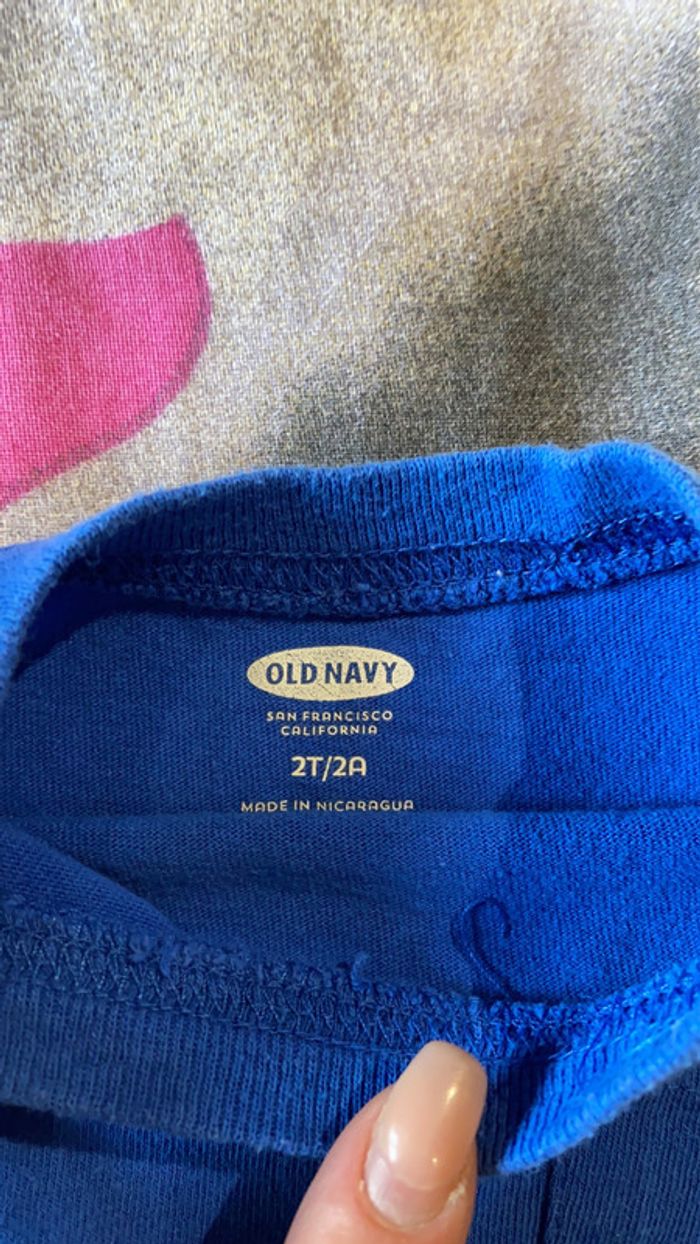 OLD NAVY
SAN FRANCISCO
CALIFORNIA
2T/2A
MADE IN NICARAGUA